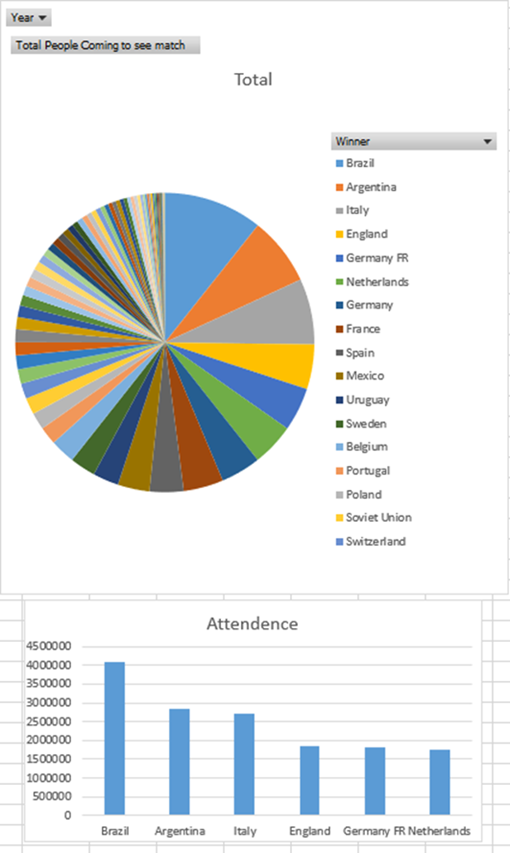 Year
Total People Coming to see match
Total
Winner
Brazil
Argentina
Italy
England
Germany FR
Netherlands
Germany
France
Spain
Mexico
Uruguay
Sweden
Belgium
Portugal
Poland
Soviet Union
Switzerland
Attendence
4500000
4000000
3500000
3000000
2500000
2000000
1500000
1000000
500000
0
Brazil Argentina Italy England Germany FR Netherlands